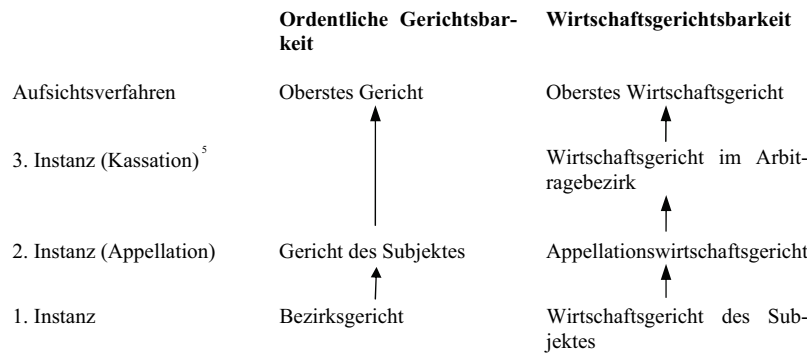 Ordentliche Gerichtsbar-
keit
Wirtschaftsgerichtsbarkeit
Aufsichtsverfahren
Oberstes Gericht
Oberstes Wirtschaftsgericht
3. Instanz (Kassation) 5
Wirtschaftsgericht im Arbit-
ragebezirk
2. Instanz (Appellation)
Gericht des Subjektes
Appellationswirtschaftsgericht
1. Instanz
Bezirksgericht
Wirtschaftsgericht des Sub-
jektes